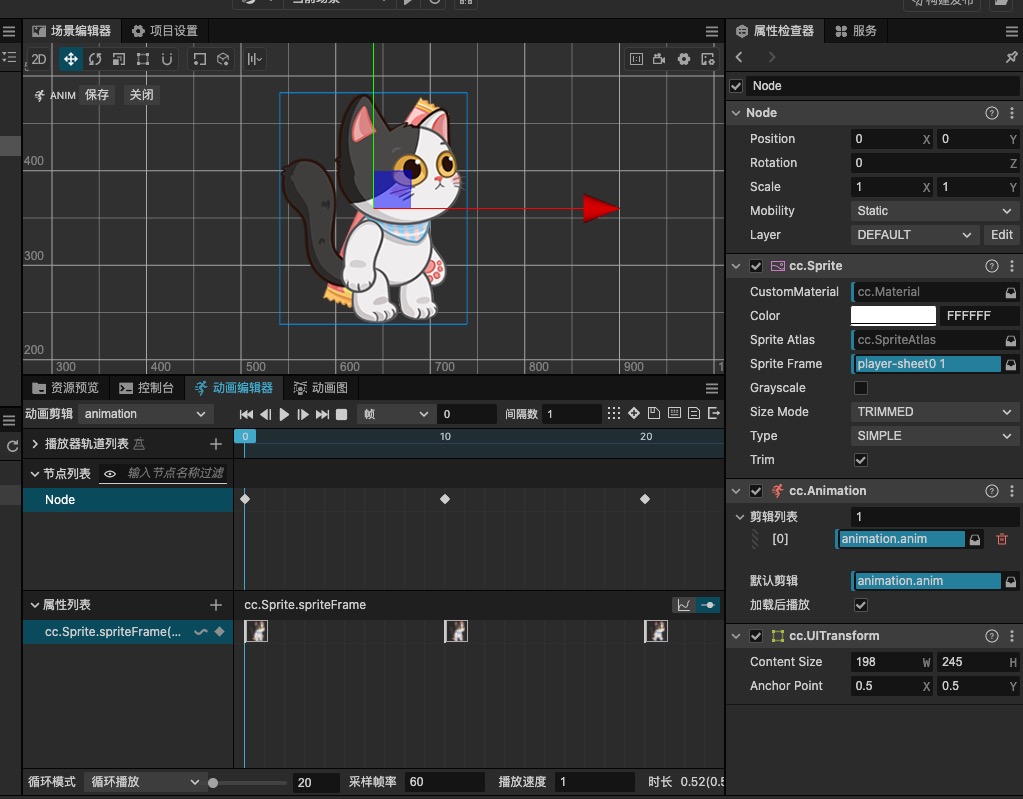 当前场景
构建发布
场景编辑器
项目设置
2D
ANIM
保存
关闭
400
300
200
300
400
500
600
700
800
900
资源预览
控制台
动画编辑器
动画图
动画剪辑
animation
帧
0
间隔数
1
播放器轨道列表
0
10
20
节点列表
输入节点名称过滤
Node
属性列表
cc.Sprite.spriteFrame
cc.Sprite.spriteFrame(...
循环模式
循环播放
20
采样帧率
60
播放速度
1
时长
0.52(0.5
属性检查器
服务
Node
Node
Position
0
X
0
Y
Rotation
0
Z
Scale
1
X
1
Y
Mobility
Static
Layer
DEFAULT
Edit
cc.Sprite
CustomMaterial
cc.Material
Color
FFFFFF
Sprite Atlas
cc.SpriteAtlas
Sprite Frame
player-sheet0 1
Grayscale
Size Mode
TRIMMED
Type
SIMPLE
Trim
cc.Animation
剪辑列表
1
[0]
animation.anim
默认剪辑
animation.anim
加载后播放
cc.UITransform
Content Size
198
W
245
H
Anchor Point
0.5
X
0.5
Y